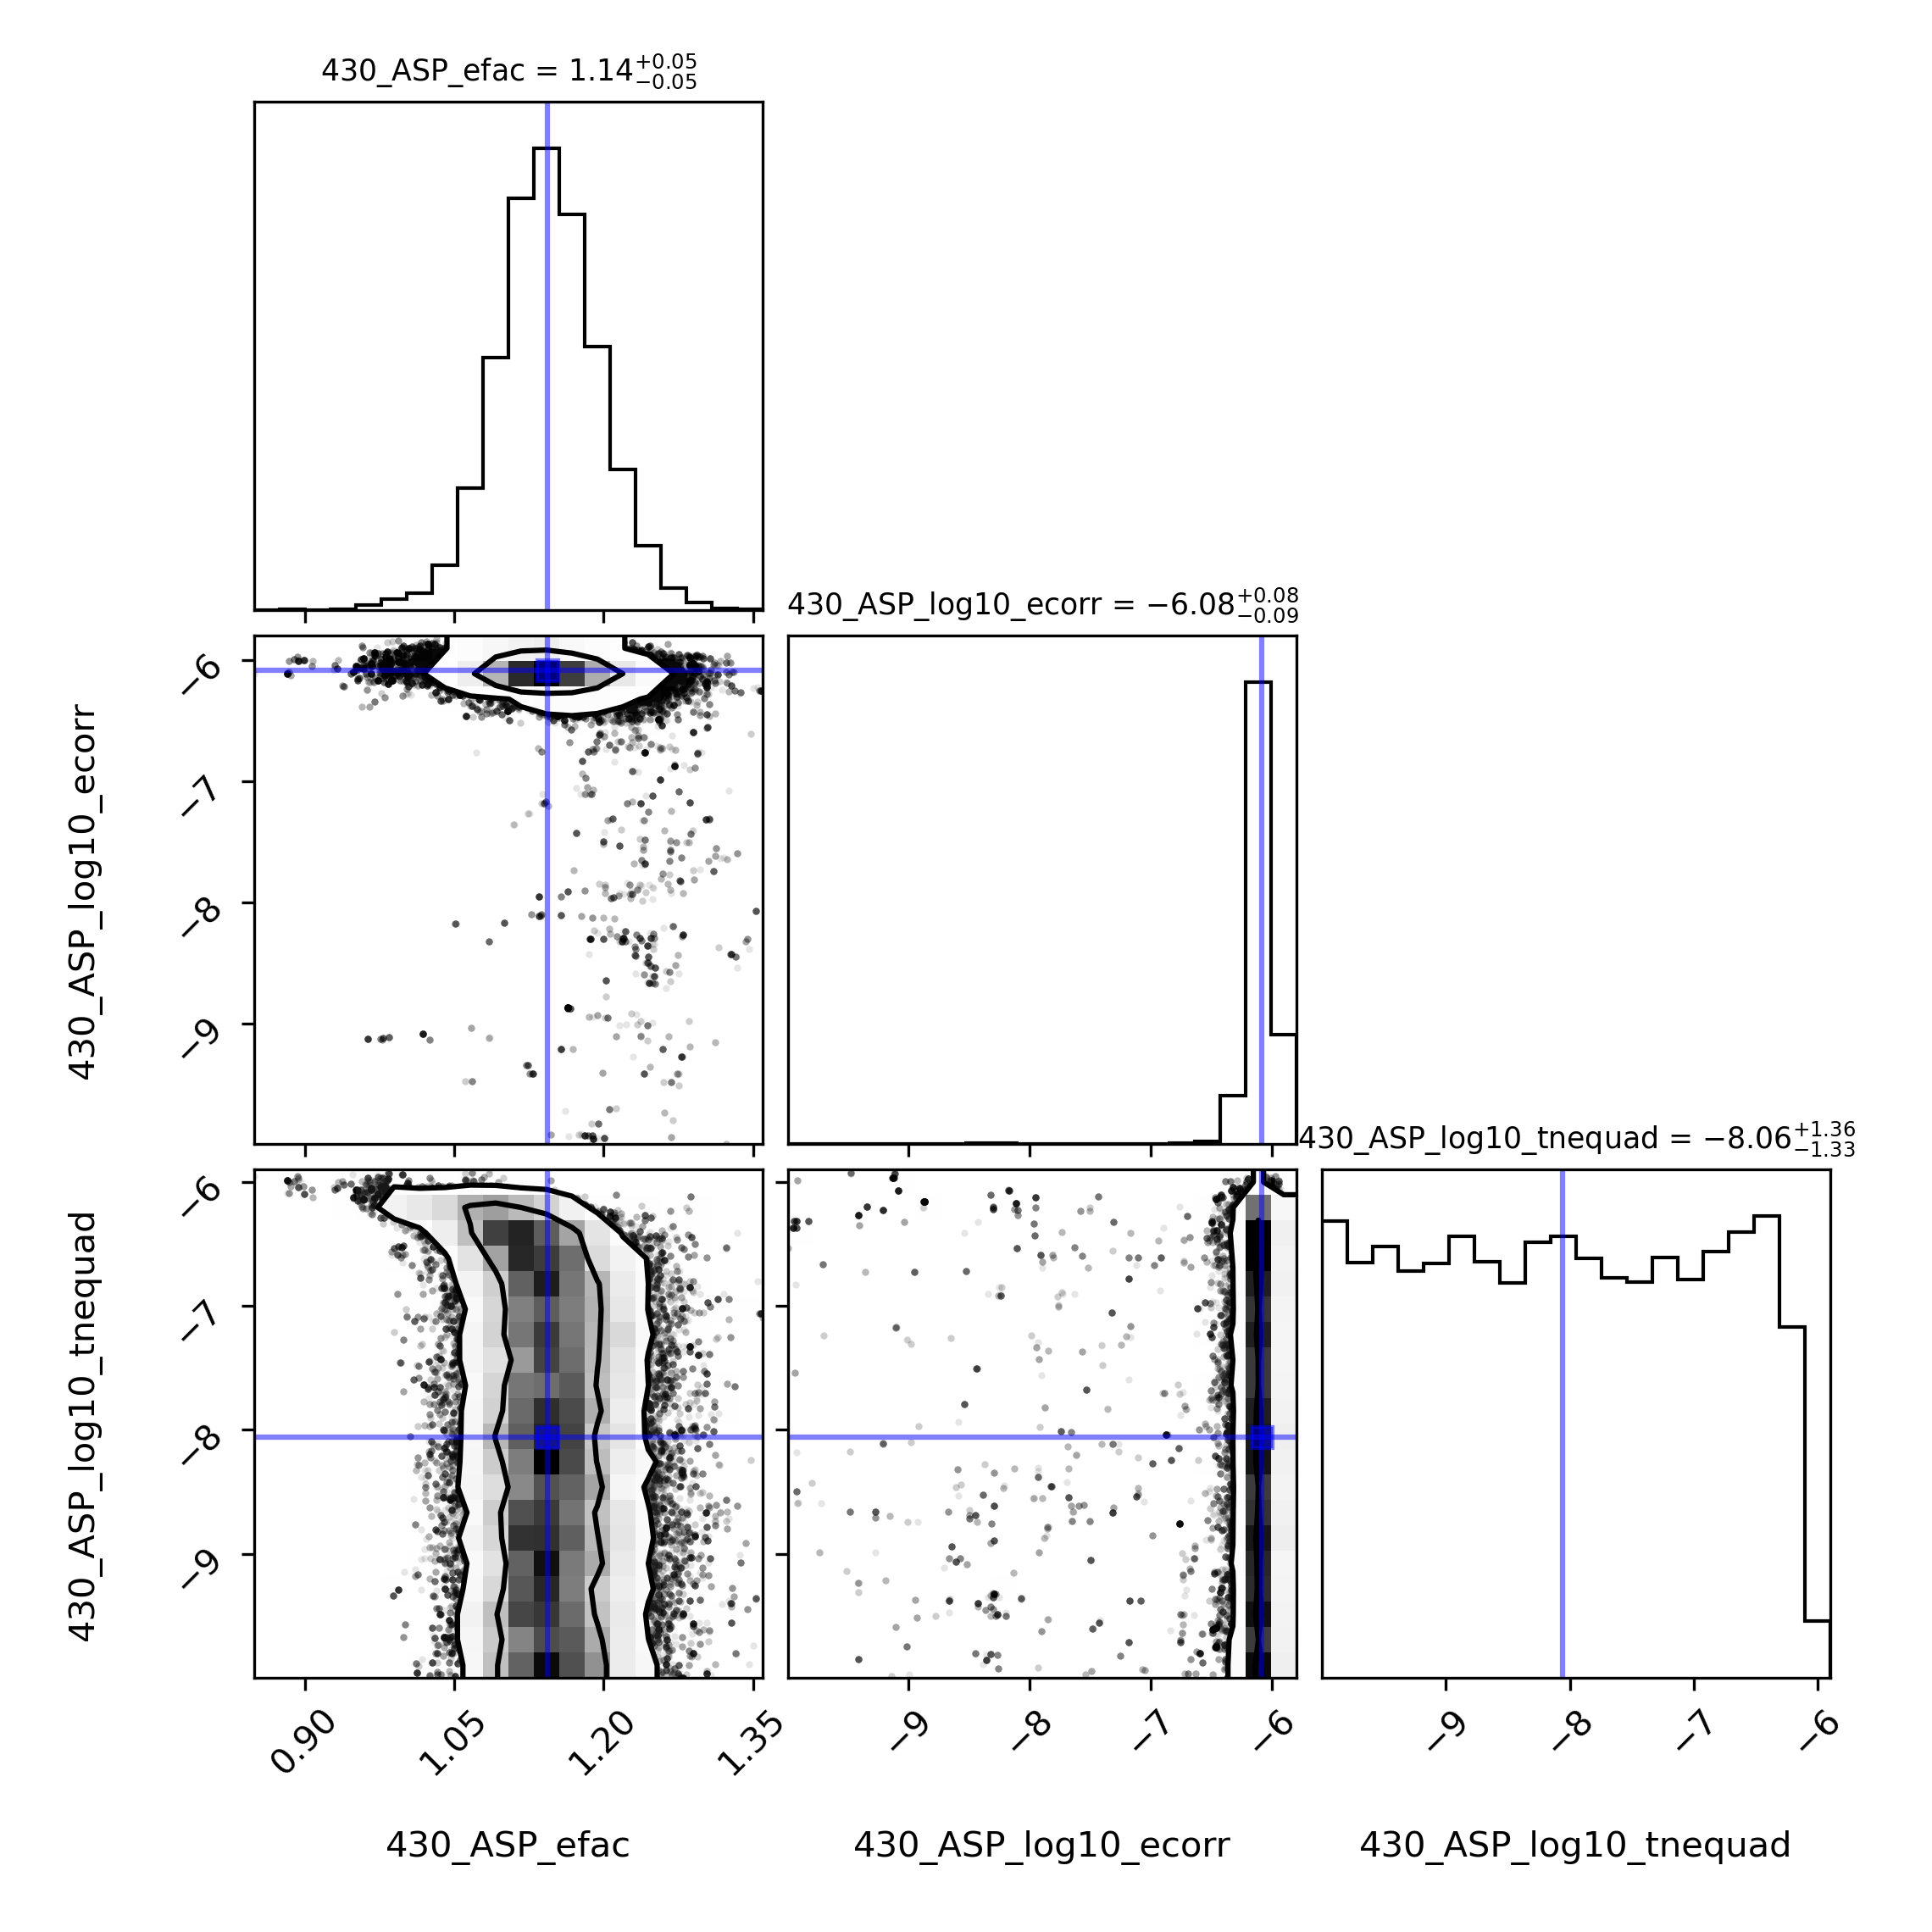 430_ASP_efac = 1.14 +0.05 −0.05
430_ASP_log10_ecorr = −6.08 +0.08 −0.09
430_ASP_log10_tnequad = −8.06 +1.36 −1.33
430_ASP_log10_ecorr
−6
−7
−8
−9
430_ASP_log10_tnequad
−6
−7
−8
−9
0.90 1.05 1.20 1.35
−9 −8 −7 −6
−9 −8 −7 −6
430_ASP_efac
430_ASP_log10_ecorr
430_ASP_log10_tnequad